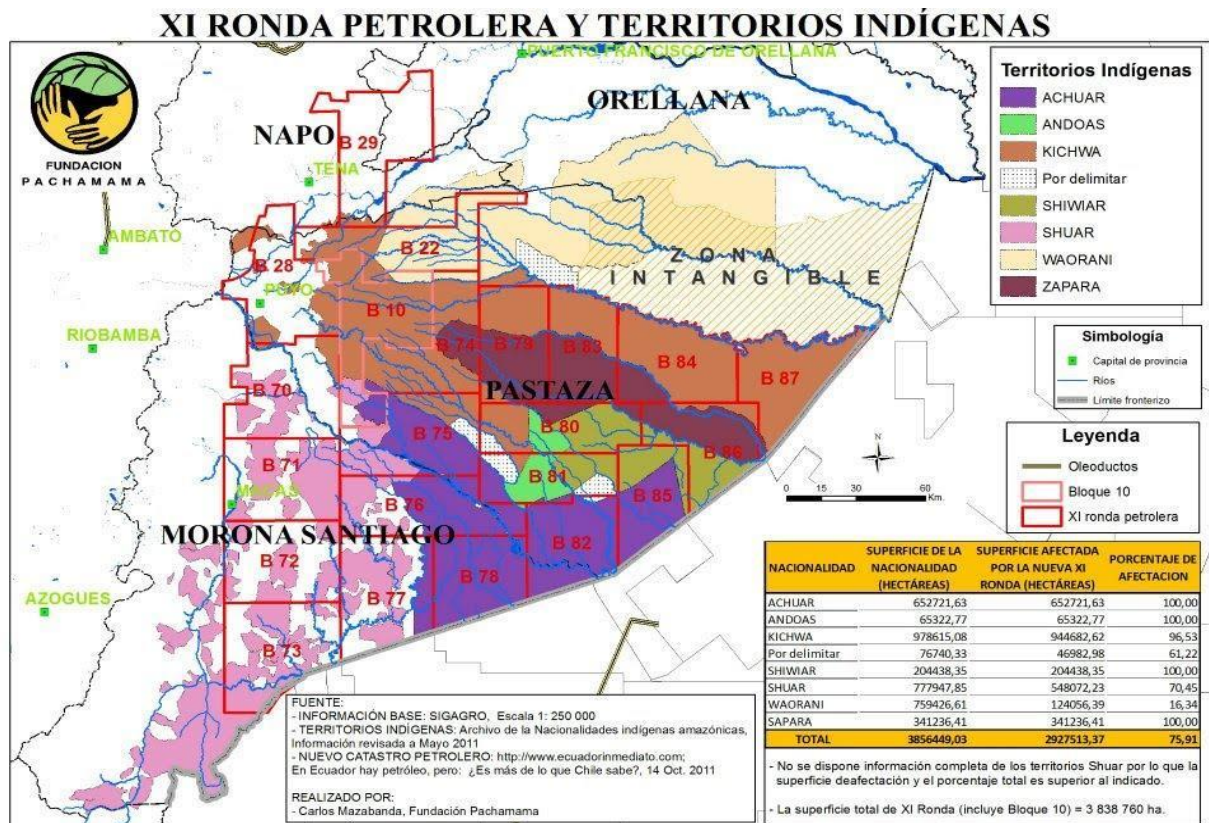 XI RONDA PETROLERA Y TERRITORIOS INDÍGENAS
FUNDACION
PACHAMAMA
PUERTO FRANCISCO DE ORELLANA
ORELLANA
NAPO
B 29
TENA
AMBATO
B 22
B 28
PUYO
ZONA
INTANGIBLE
RIOBAMBA
B 10
B 74
B 79
B 83
B 84
B 87
PASTAZA
B 70
B 75
B 80
B 86
B 71
B 81
B 85
MACAS
B 76
MORONA SANTIAGO
B 82
B 72
B 78
B 77
AZOGUES
B 73
Territorios Indígenas
ACHUAR
ANDOAS
KICHWA
Por delimitar
SHIWIAR
SHUAR
WAORANI
ZAPARA
Simbología
Capital de provincia
Ríos
Límite fronterizo
N
0 15 30 60
Km.
Leyenda
Oleoductos
Bloque 10
XI ronda petrolera
NACIONALIDAD SUPERFICIE DE LA NACIONALIDAD (HECTÁREAS) SUPERFICIE AFECTADA POR LA NUEVA XI RONDA (HECTÁREAS) PORCENTAJE DE AFECTACION
ACHUAR 652721,63 652721,63 100,00
ANDOAS 65322,77 65322,77 100,00
KICHWA 978615,08 944682,62 96,53
Por delimitar 76740,33 46982,98 61,22
SHIWIAR 204438,35 204438,35 100,00
SHUAR 777947,85 548072,23 70,45
WAORANI 759426,61 124056,39 16,34
SAPARA 341236,41 341236,41 100,00
TOTAL 3856449,03 2927513,37 75,91
- No se dispone información completa de los territorios Shuar por lo que la
superficie deafectación y el porcentaje total es superior al indicado.
- La superficie total de XI Ronda (incluye Bloque 10) = 3 838 760 ha.
FUENTE:
- INFORMACIÓN BASE: SIGAGRO, Escala 1: 250 000
- TERRITORIOS INDÍGENAS: Archivo de la Nacionalidades indígenas amazónicas,
Información revisada a Mayo 2011
- NUEVO CATASTRO PETROLERO: http://www.ecuadorinmediato.com;
En Ecuador hay petróleo, pero: ¿Es más de lo que Chile sabe?, 14 Oct. 2011
REALIZADO POR:
- Carlos Mazabanda, Fundación Pachamama